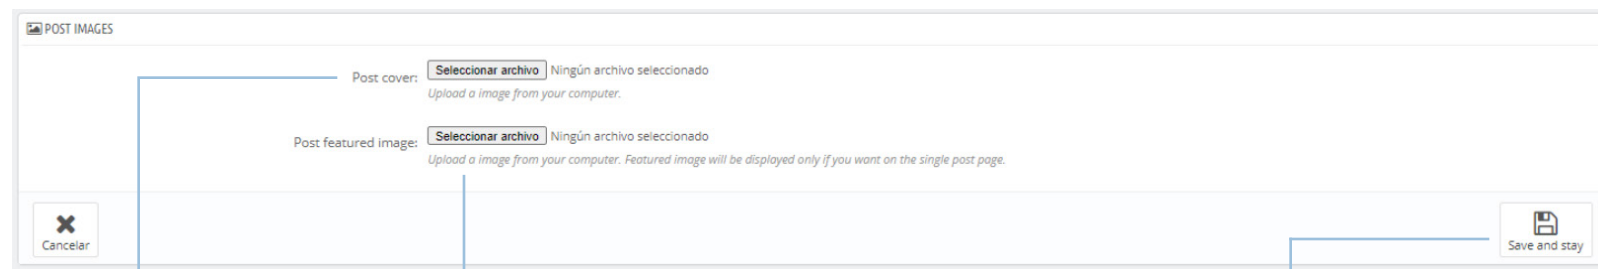 POST IMAGES
Post cover: Seleccionar archivo Ningún archivo seleccionado
Upload a image from your computer.
Post featured image: Seleccionar archivo Ningún archivo seleccionado
Upload a image from your computer. Featured image will be displayed only if you want on the single post page.
Cancelar
Save and stay